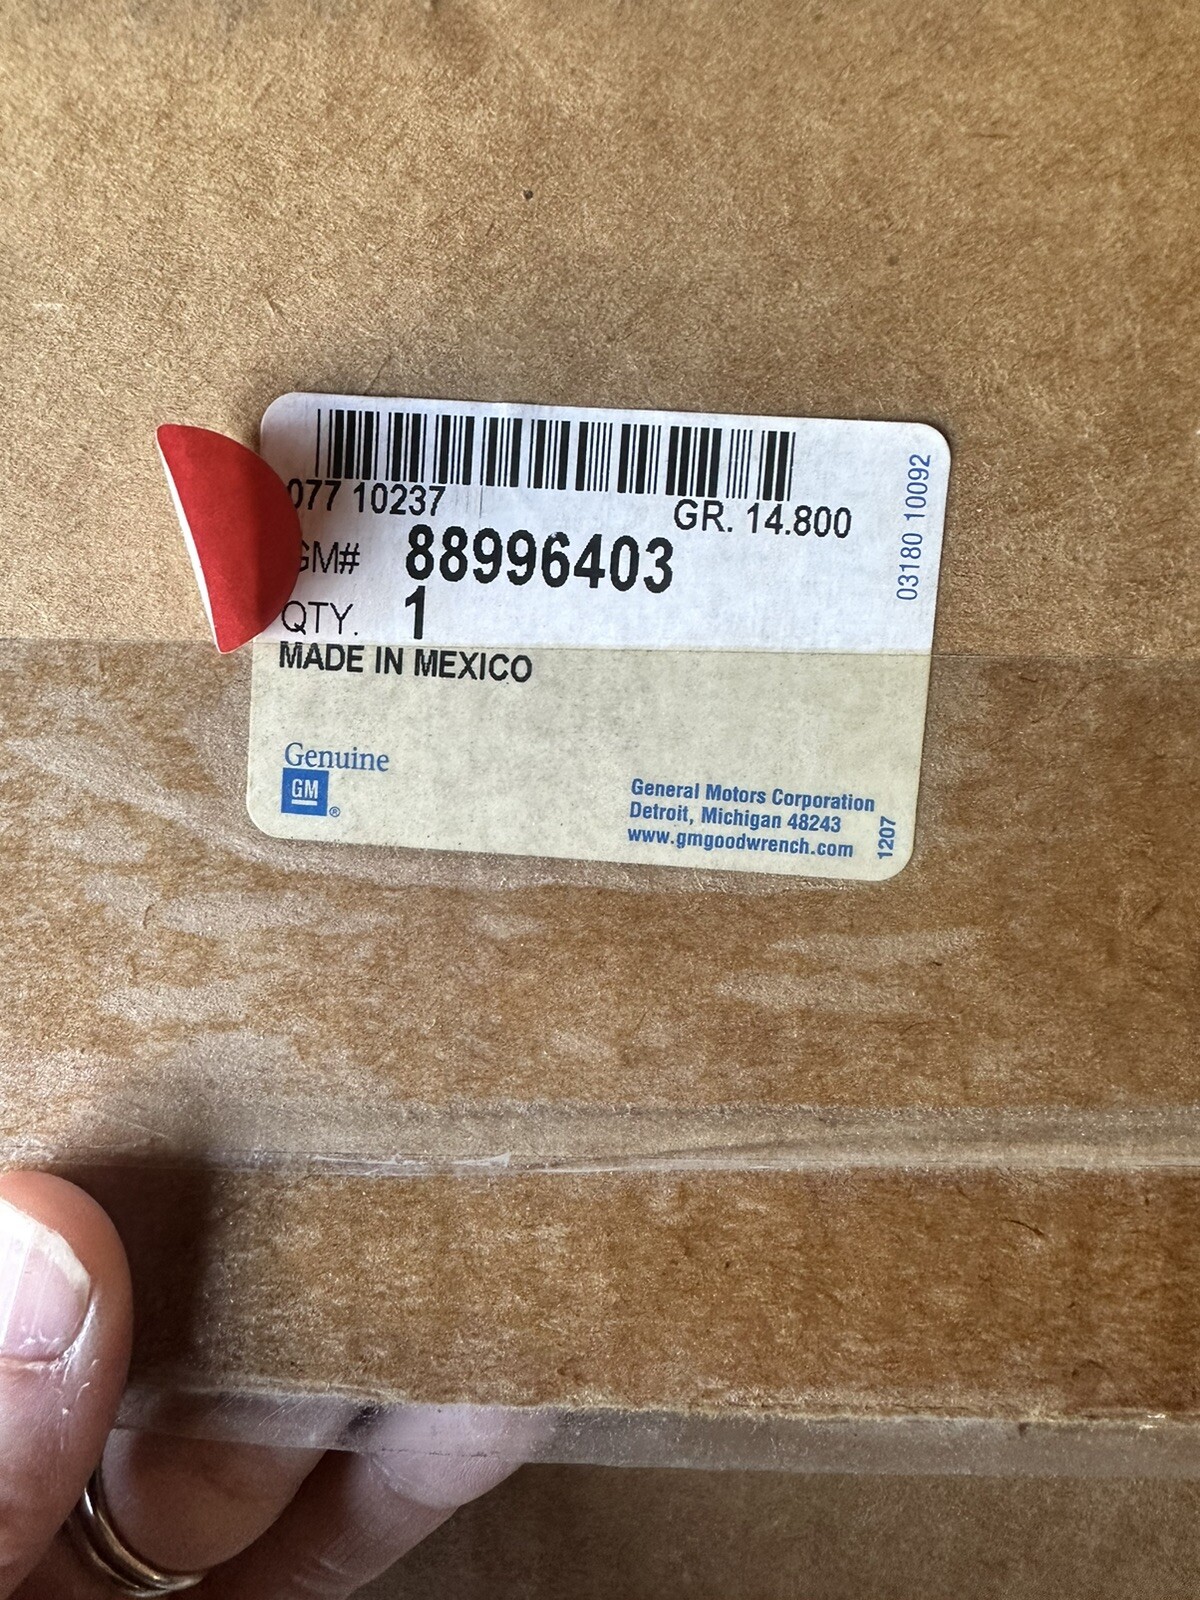 077 10237
GR. 14.800
GM# 88996403
QTY. 1
MADE IN MEXICO
03180 10092
Genuine
GM ®
General Motors Corporation
Detroit, Michigan 48243
www.gmgoodwrench.com
1207